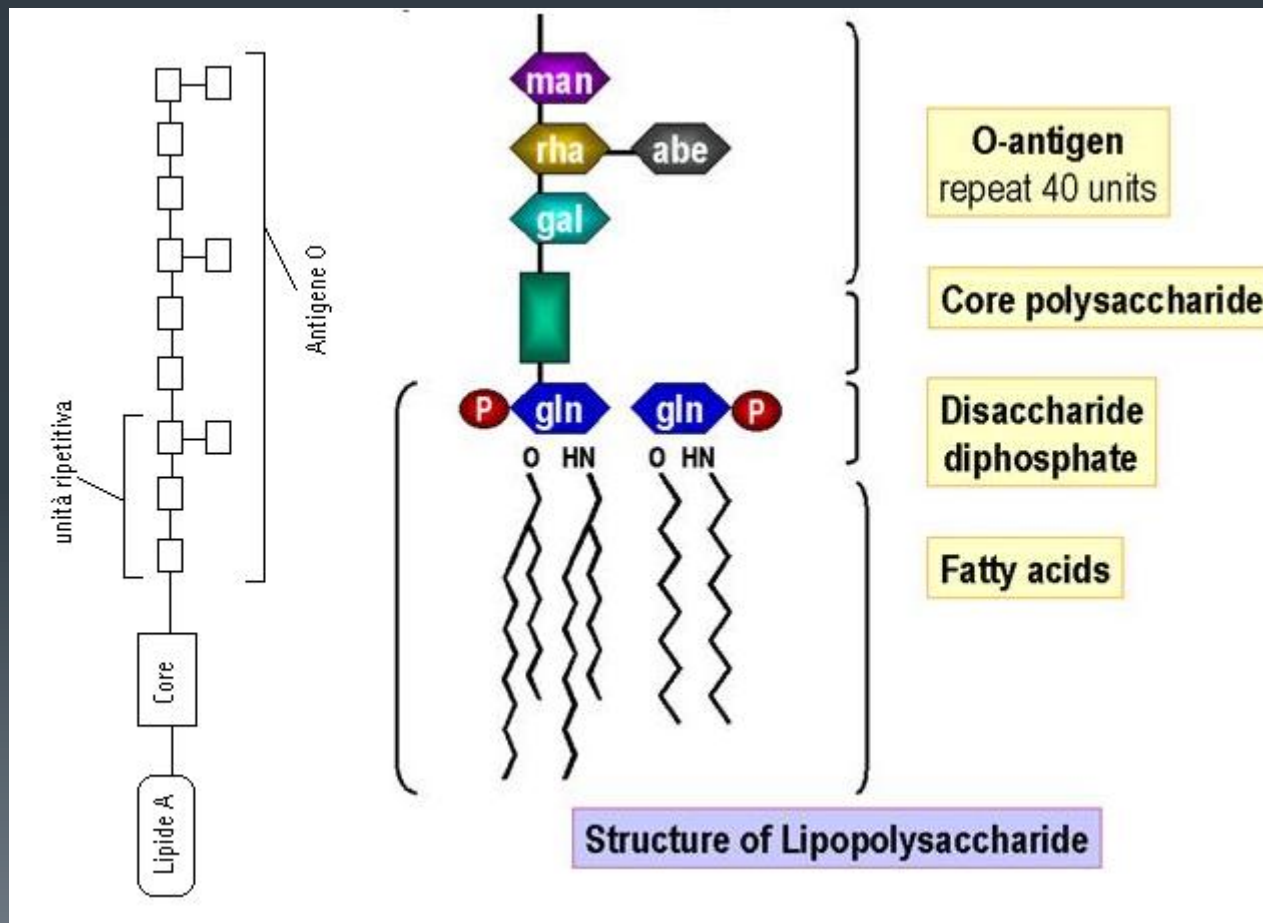 Antigene O
unità ripetitiva
Core
Lipide A
man
rha
abe
gal
P
gln
gln
P
O HN
O HN
O-antigen
repeat 40 units
Core polysaccharide
Disaccharide
diphosphate
Fatty acids
Structure of Lipopolysaccharide